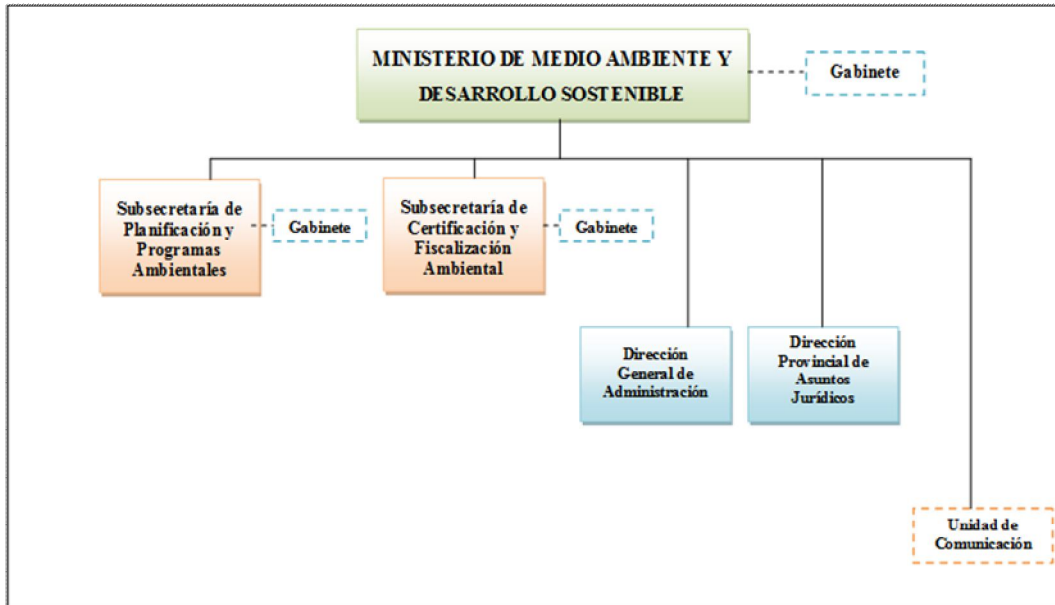 MINISTERIO DE MEDIO AMBIENTE Y
DESARROLLO SOSTENIBLE
Gabinete
Subsecretaría de
Planificación y
Programas
Ambientales
Gabinete
Subsecretaría de
Certificación y
Fiscalización
Ambiental
Gabinete
Dirección
General de
Administración
Dirección
Provincial de
Asuntos
Jurídicos
Unidad de
Comunicación